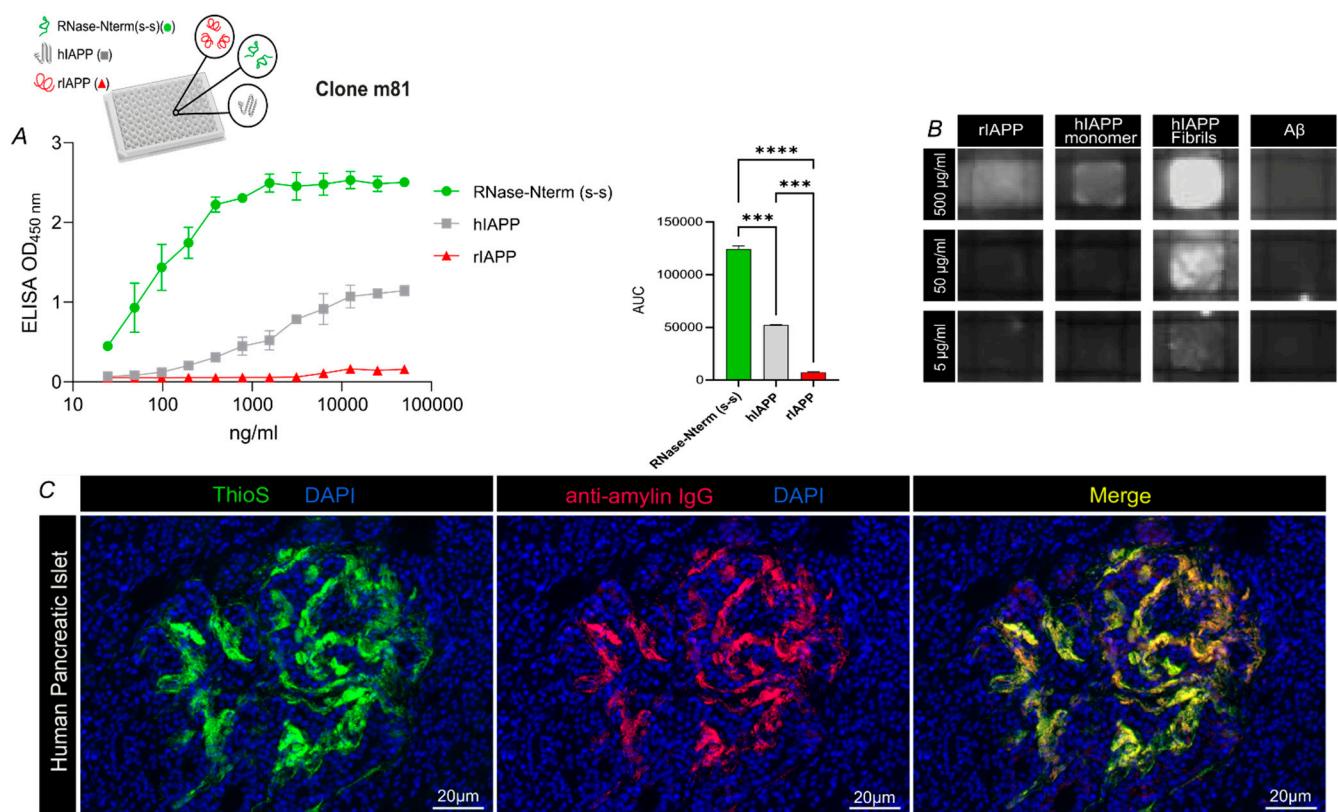 RNase-Nterm(s-s)(●)
hIAPP (■)
rIAPP (▲)
Clone m81
A
3
2
1
0
ELISA OD450 nm
10
100
1000
10000
100000
ng/ml
RNase-Nterm (s-s)
hIAPP
rIAPP
****
***
***
150000
100000
50000
0
AUC
RNase-Nterm (s-s)
hIAPP
rIAPP
B
rIAPP
hIAPP
monomer
hIAPP
Fibrils
Aβ
500 µg/ml
50 µg/ml
5 µg/ml
C
ThioS DAPI
anti-amylin IgG DAPI
Merge
Human Pancreatic Islet
20µm
20µm
20µm